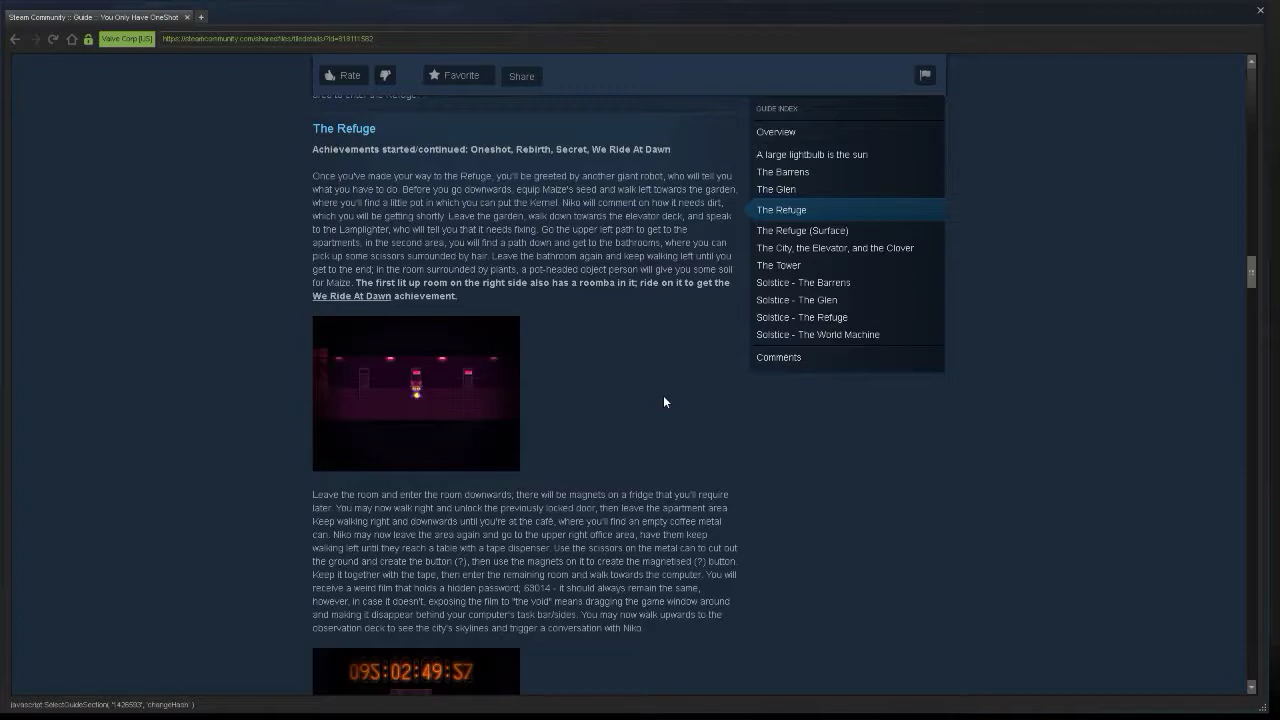 Steam Community :: Guide :: You Only Have OneShot
Valve Corp [US]
https://steamcommunity.com/sharedfiles/filedetails/?id=818111582
Rate
Favorite
Share
area to enter the Refuge.
The Refuge
Achievements started/continued: Oneshot, Rebirth, Secret, We Ride At Dawn
Once you've made your way to the Refuge, you'll be greeted by another giant robot, who will tell you
what you have to do. Before you go downwards, equip Maize's seed and walk left towards the garden,
where you'll find a little pot in which you can put the Kernel. Niko will comment on how it needs dirt,
which you will be getting shortly. Leave the garden, walk down towards the elevator deck, and speak
to the Lamplighter, who will tell you that it needs fixing. Go the upper left path to get to the
apartments, in the second area, you will find a path down and get to the bathrooms, where you can
pick up some scissors surrounded by hair. Leave the bathroom again and keep walking left until you
get to the end; in the room surrounded by plants, a pot-headed object person will give you some soil
for Maize. The first lit up room on the right side also has a roomba in it; ride on it to get the
We Ride At Dawn achievement.
Leave the room and enter the room downwards; there will be magnets on a fridge that you'll require
later. You may now walk right and unlock the previously locked door, then leave the apartment area
Keep walking right and downwards until you're at the café, where you'll find an empty coffee metal
can. Niko may now leave the area again and go to the upper right office area, have them keep
walking left until they reach a table with a tape dispenser. Use the scissors on the metal can to cut out
the ground and create the button (?), then use the magnets on it to create the magnetised (?) button.
Keep it together with the tape, then enter the remaining room and walk towards the computer. You will
receive a weird film that holds a hidden password; 63014 - it should always remain the same,
however, in case it doesn't, exposing the film to "the void" means dragging the game window around
and making it disappear behind your computer's task bar/sides. You may now walk upwards to the
observation deck to see the city's skylines and trigger a conversation with Niko
095:02:49:57
GUIDE INDEX
Overview
A large lightbulb is the sun
The Barrens
The Glen
The Refuge
The Refuge (Surface)
The City, the Elevator, and the Clover
The Tower
Solstice - The Barrens
Solstice - The Glen
Solstice - The Refuge
Solstice - The World Machine
Comments
javascript:SelectGuideSection( '1426593', 'changeHash' )